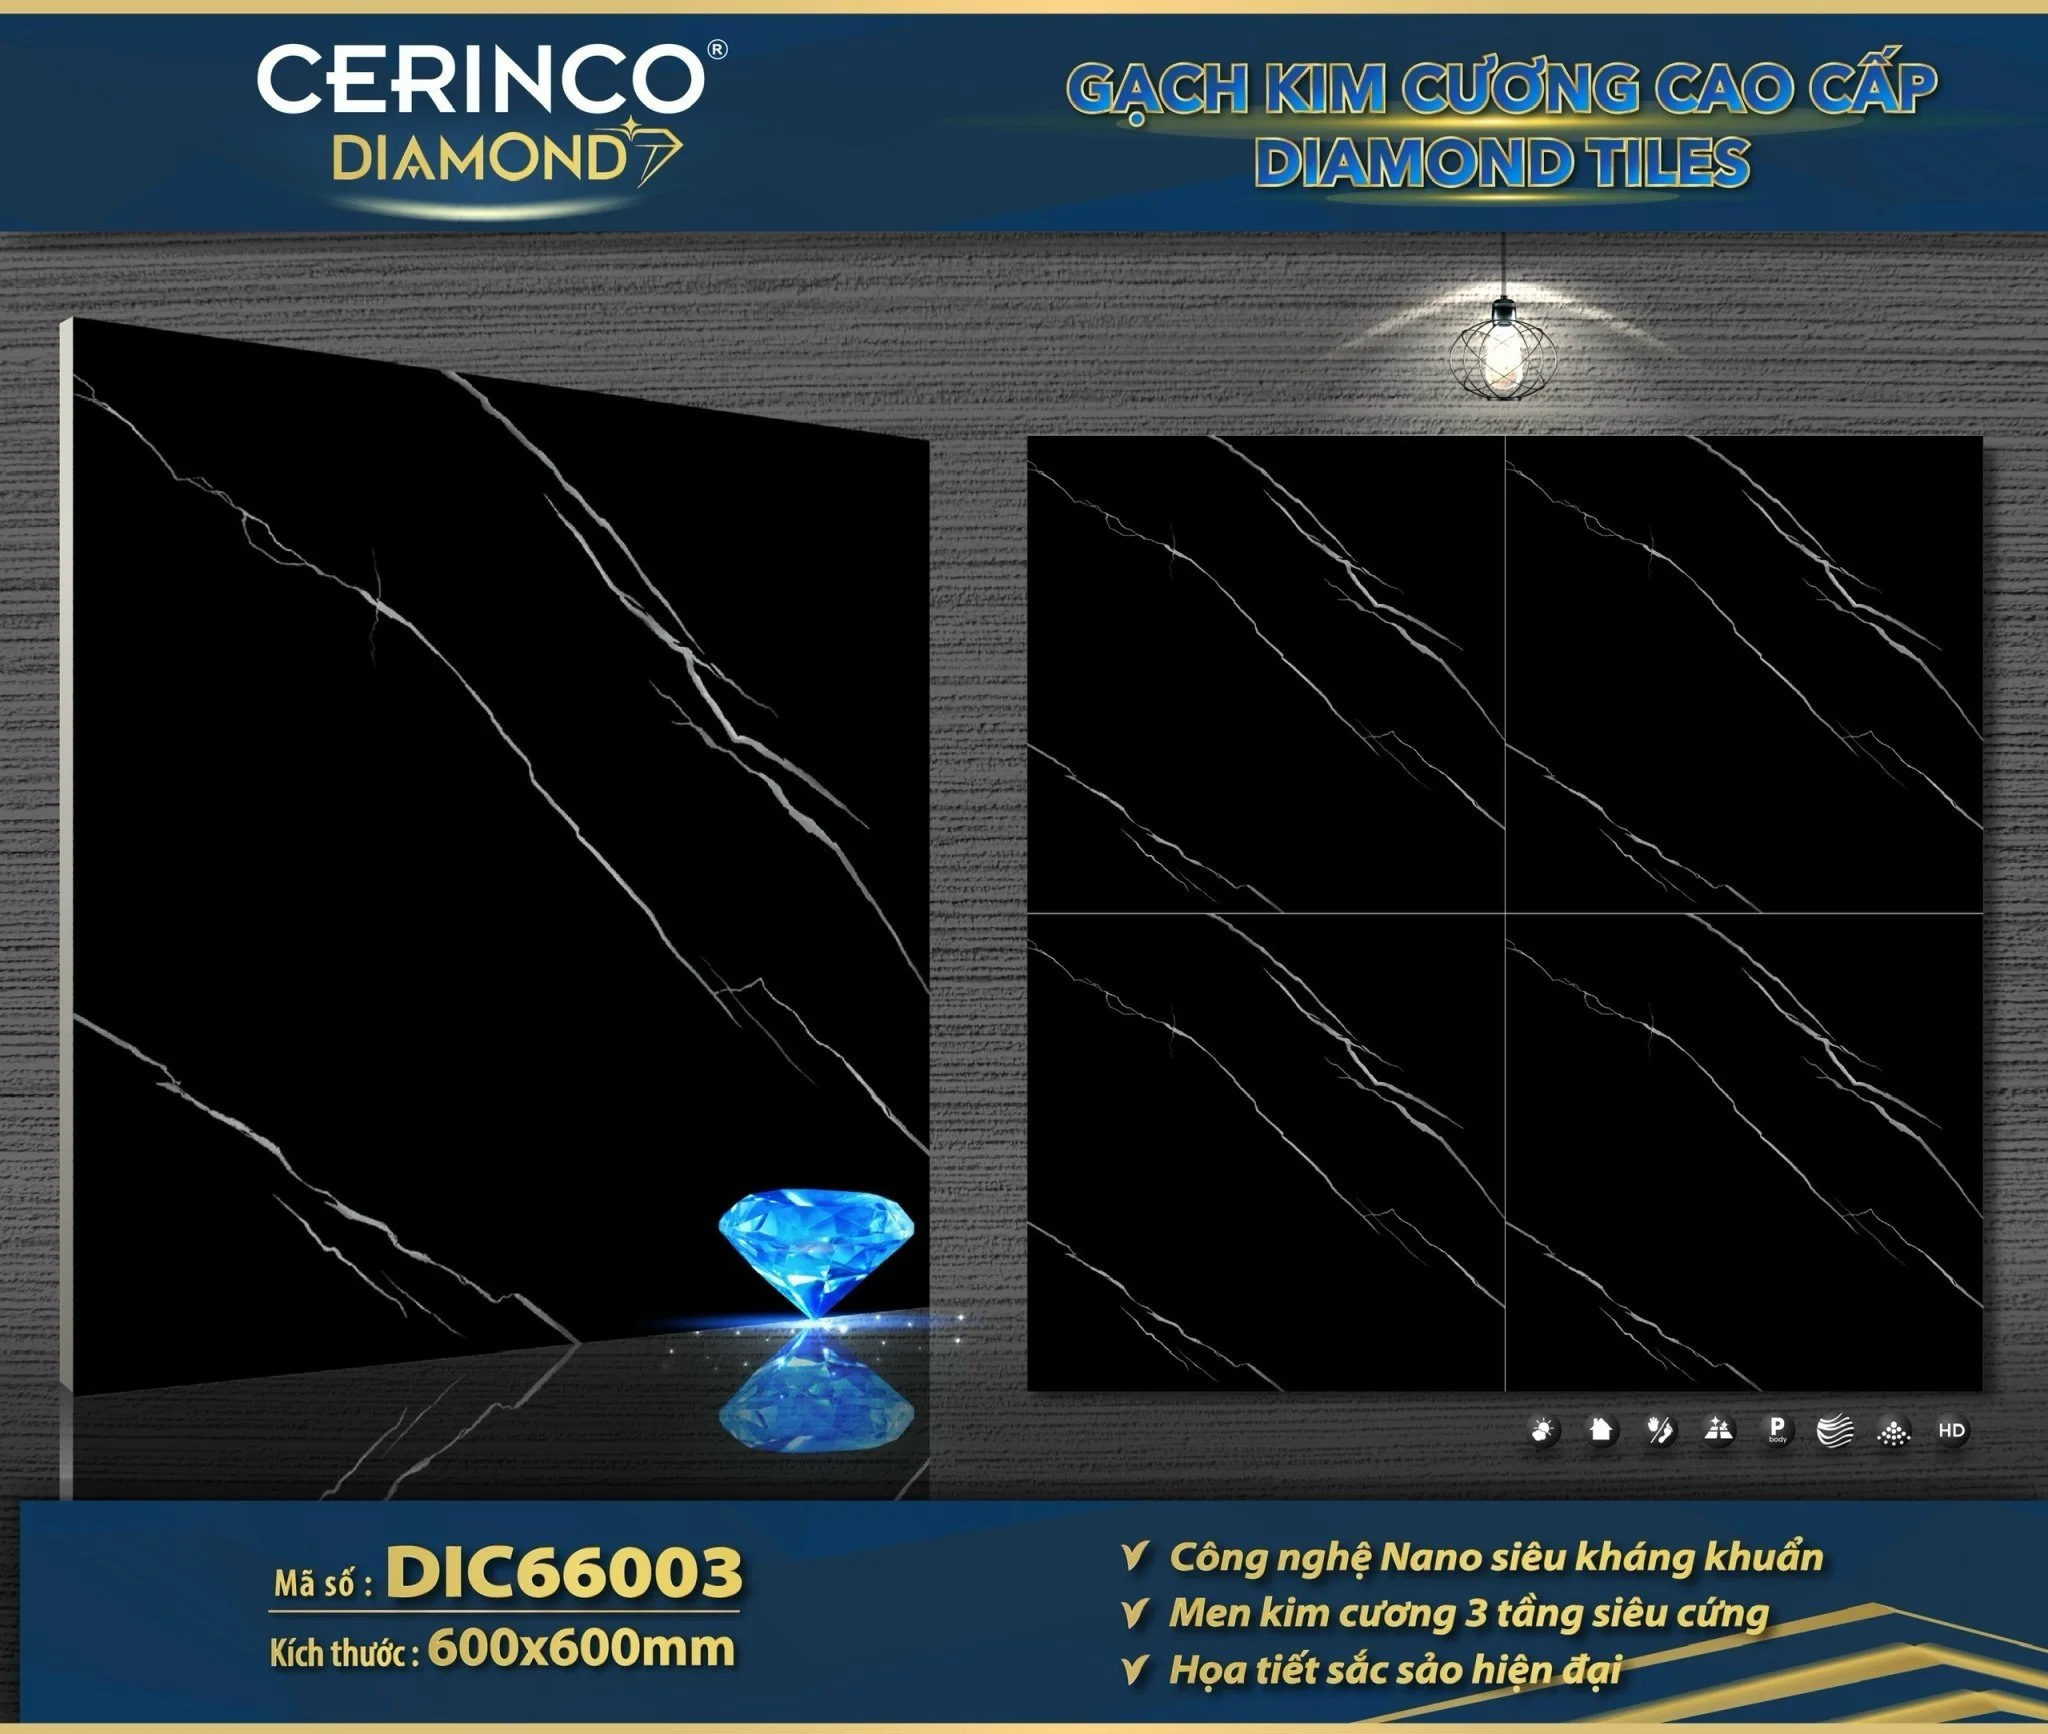 CERINCO®
DIAMOND
GẠCH KIM CƯƠNG CAO CẤP
DIAMOND TILES
P
body
HD
Mã số : DIC66003
Kích thước : 600x600mm
Công nghệ Nano siêu kháng khuẩn
Men kim cương 3 tầng siêu cứng
Họa tiết sắc sảo hiện đại